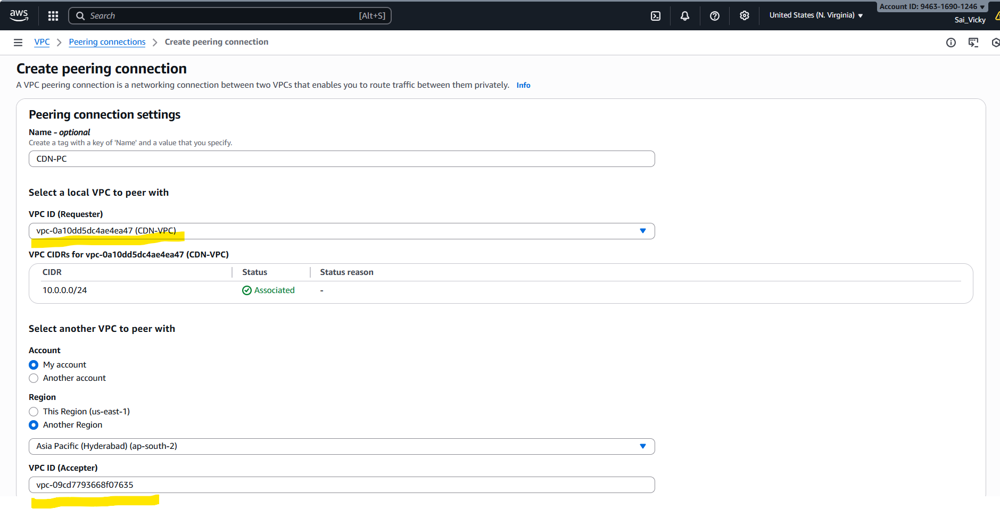 aws
Search [Alt+S]
United States (N. Virginia)
Account ID: 9463-1690-1246
Sai_Vicky
VPC
Peering connections
Create peering connection
Create peering connection
A VPC peering connection is a networking connection between two VPCs that enables you to route traffic between them privately. Info
Peering connection settings
Name - optional
Create a tag with a key of 'Name' and a value that you specify.
CDN-PC
Select a local VPC to peer with
VPC ID (Requester)
vpc-0a10dd5dc4ae4ea47 (CDN-VPC)
VPC CIDRs for vpc-0a10dd5dc4ae4ea47 (CDN-VPC)
CIDR Status Status reason
10.0.0.0/24 Associated -
Select another VPC to peer with
Account
My account
Another account
Region
This Region (us-east-1)
Another Region
Asia Pacific (Hyderabad) (ap-south-2)
VPC ID (Accepter)
vpc-09cd7793668f07635